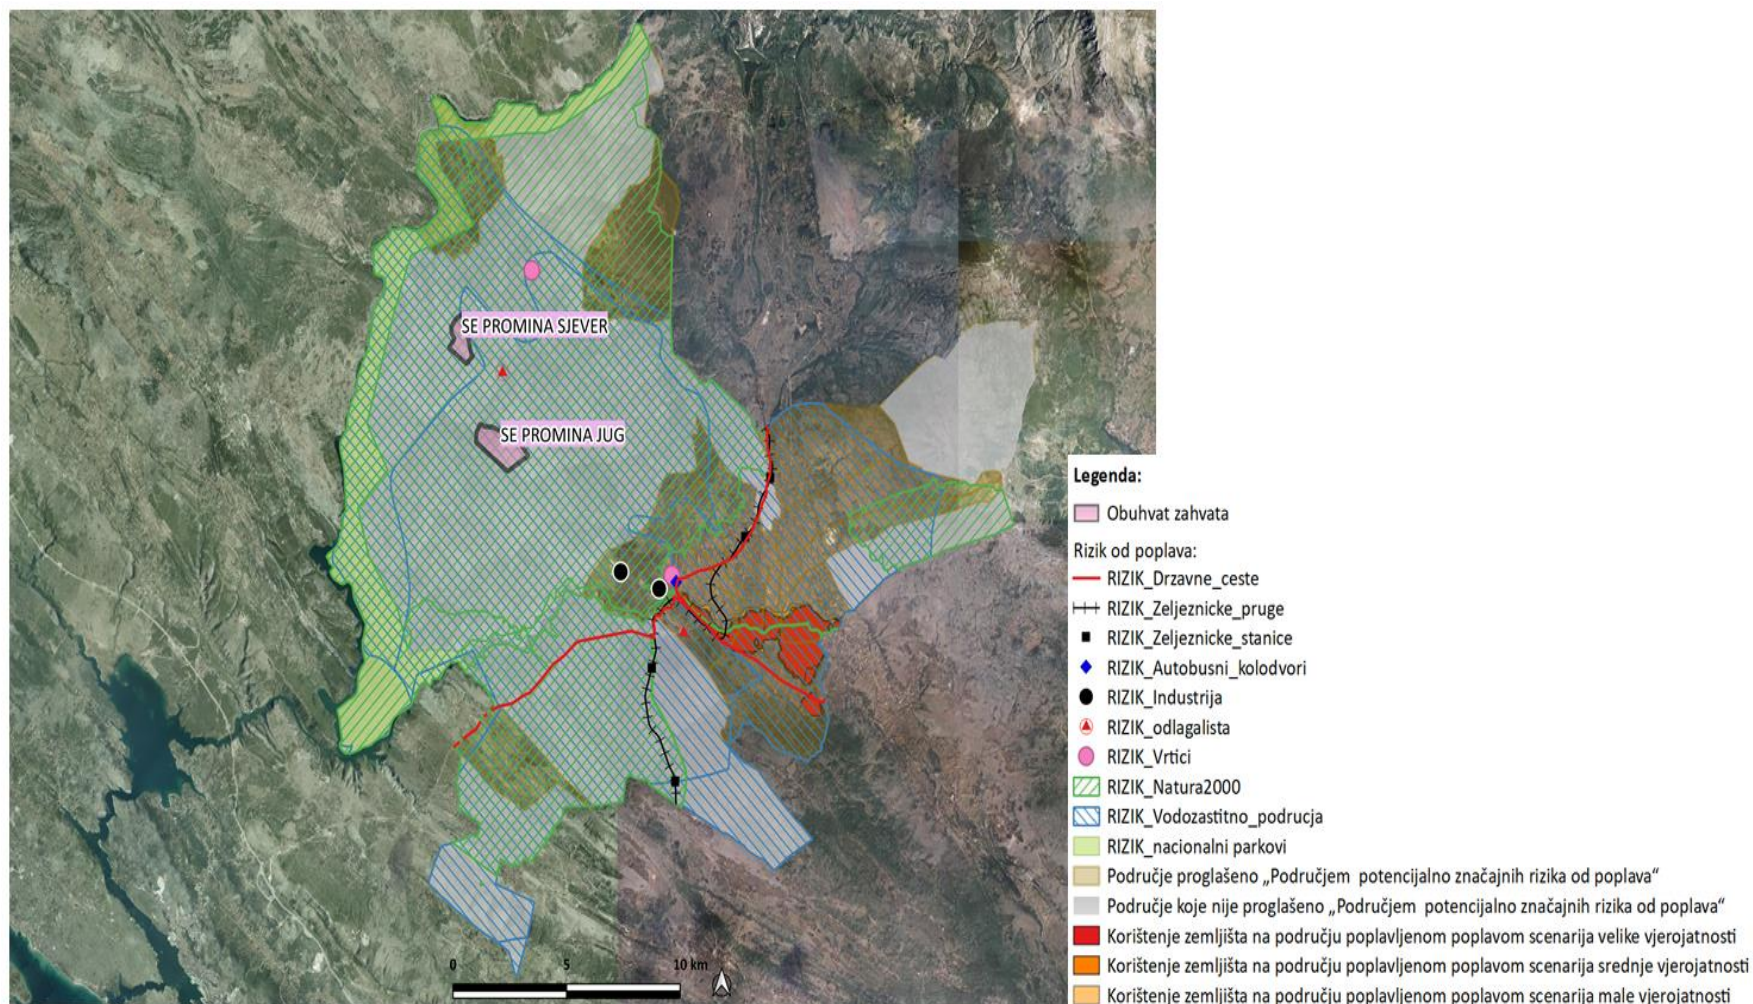 SE PROMINA SJEVER
SE PROMINA JUG
0 5 10 km
Legenda:
Obuhvat zahvata
Rizik od poplava:
RIZIK_Drzavne_ceste
RIZIK_Zeljeznicke_pruge
RIZIK_Zeljeznicke_stanice
RIZIK_Autobusni_kolodvori
RIZIK_Industrija
RIZIK_odlagalista
RIZIK_Vrtici
RIZIK_Natura2000
RIZIK_Vodozastitno_podrucja
RIZIK_nacionalni parkovi
Područje proglašeno „Područjem potencijalno značajnih rizika od poplava“
Područje koje nije proglašeno „Područjem potencijalno značajnih rizika od poplava“
Korištenje zemljišta na području poplavljenom poplavom scenarija velike vjerojatnosti
Korištenje zemljišta na području poplavljenom poplavom scenarija srednje vjerojatnosti
Korištenje zemljišta na području poplavljenom poplavom scenarija male vjerojatnosti